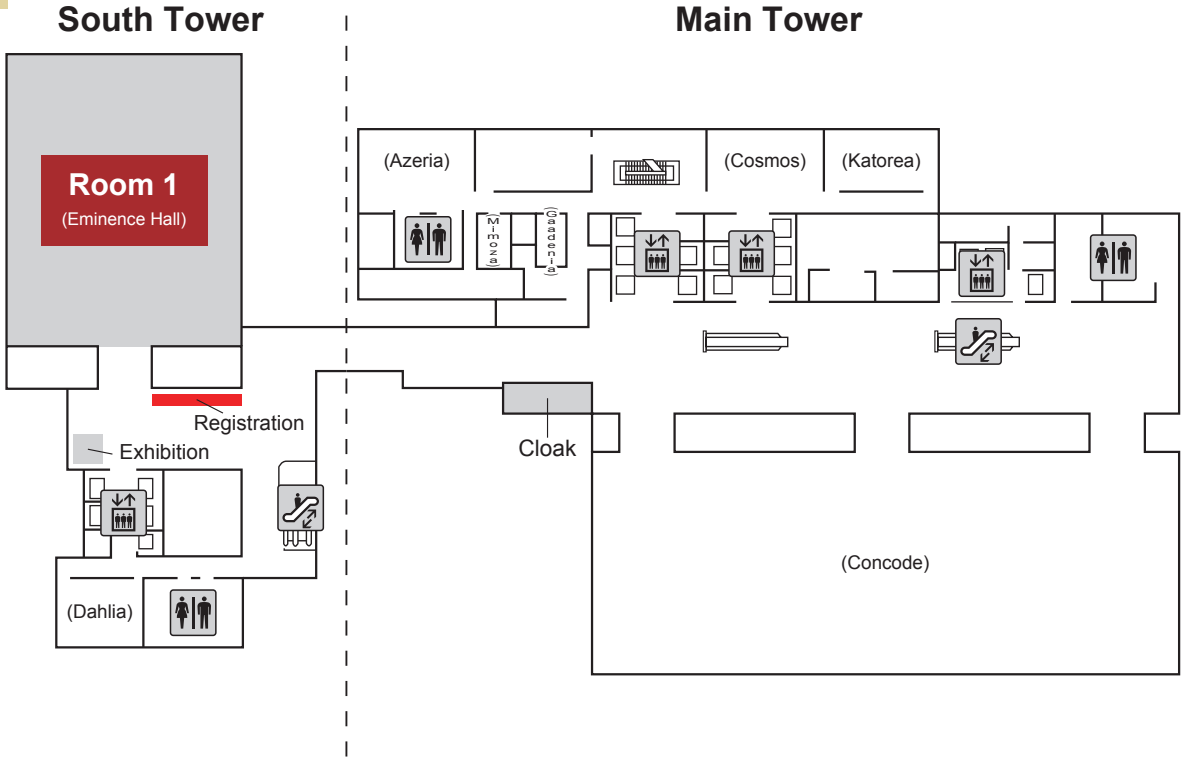 South Tower
Main Tower
Room 1
(Eminence Hall)
(Azeria)
(Cosmos)
(Katorea)
(Mimoza)
(Gaadenia)
Registration
Exhibition
Cloak
(Concode)
(Dahlia)